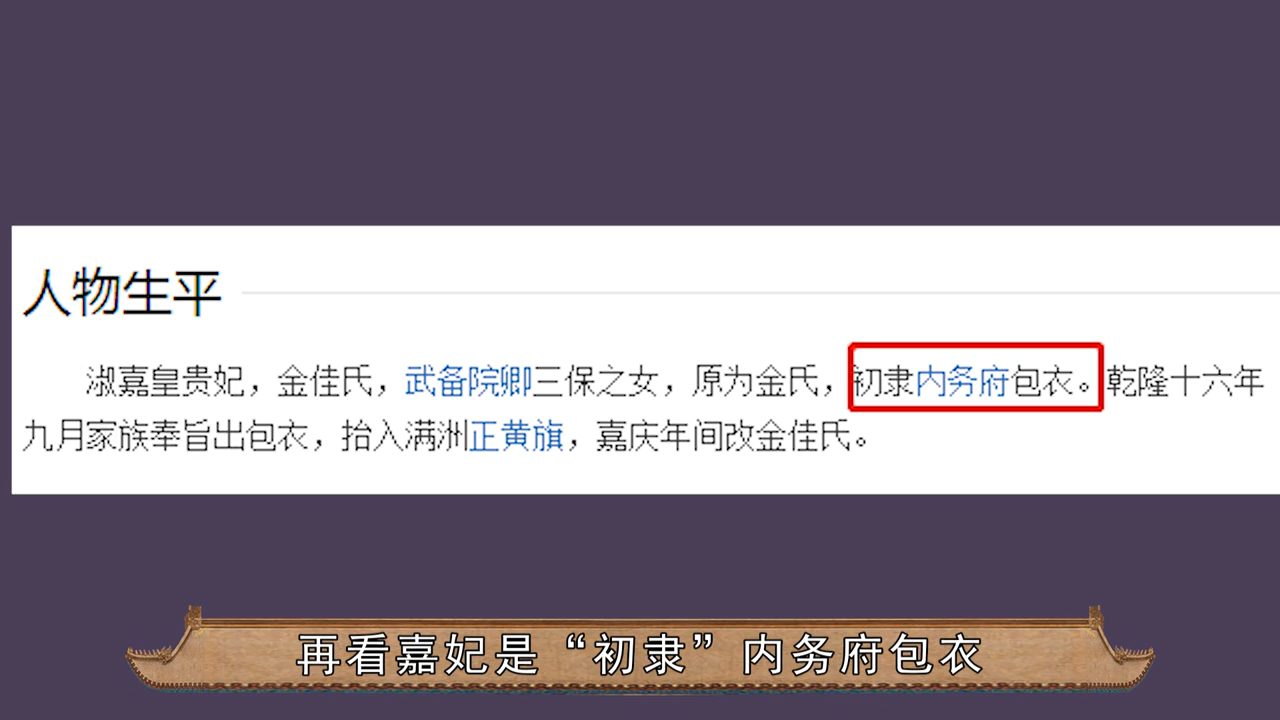 人物生平
淑嘉皇贵妃，金佳氏，武备院卿三保之女，原为金氏，初隶内务府包衣。乾隆十六年
九月家族奉旨出包衣，抬入满洲正黄旗，嘉庆年间改金佳氏。
再看嘉妃是“初隶”内务府包衣